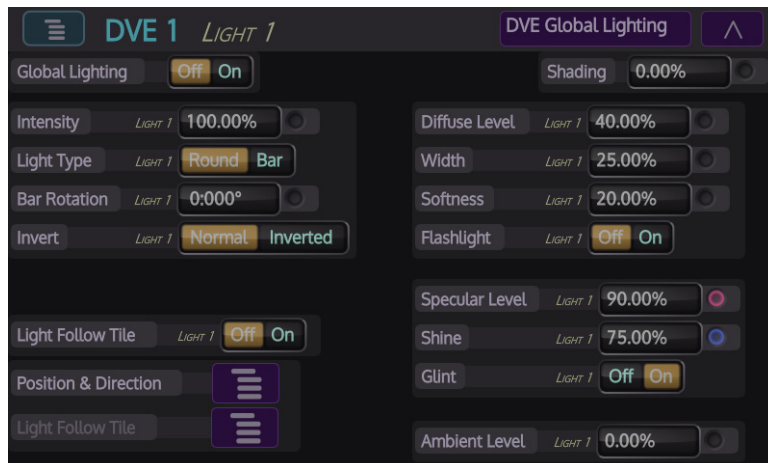 DVE 1 LIGHT 1 DVE Global Lighting
Global Lighting Off On
Shading 0.00%
Intensity LIGHT 1 100.00%
Light Type LIGHT 1 Round Bar
Bar Rotation LIGHT 1 0:000°
Invert LIGHT 1 Normal Inverted
Diffuse Level LIGHT 1 40.00%
Width LIGHT 1 25.00%
Softness LIGHT 1 20.00%
Flashlight LIGHT 1 Off On
Specular Level LIGHT 1 90.00%
Shine LIGHT 1 75.00%
Glint LIGHT 1 Off On
Light Follow Tile LIGHT 1 Off On
Position & Direction
Light Follow Tile
Ambient Level LIGHT 1 0.00%